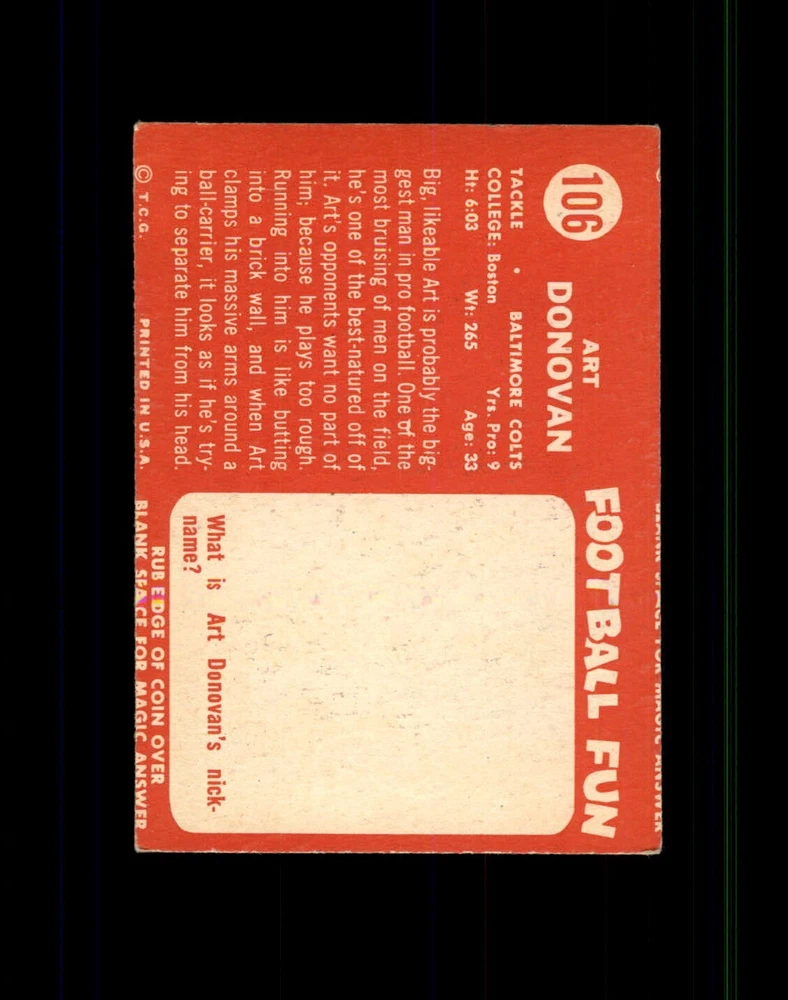 106
ART
DONOVAN
TACKLE • BALTIMORE COLTS
COLLEGE: Boston Yrs. Pro: 9
Ht: 6:03 Wt: 265 Age: 33
Big, likeable Art is probably the big-
gest man in pro football. One of the
most bruising of men on the field,
he's one of the best-natured off of
it. Art's opponents want no part of
him; because he plays too rough.
Running into him is like butting
into a brick wall, and when Art
clamps his massive arms around a
ball-carrier, it looks as if he's try-
ing to separate him from his head.
© T.C.G. PRINTED IN U.S.A.
FOOTBALL FUN
What is Art Donovan's nick-
name?
RUB EDGE OF COIN OVER
BLANK SPACE FOR MAGIC ANSWER
BLANK SPACE FOR MAGIC ANSWER